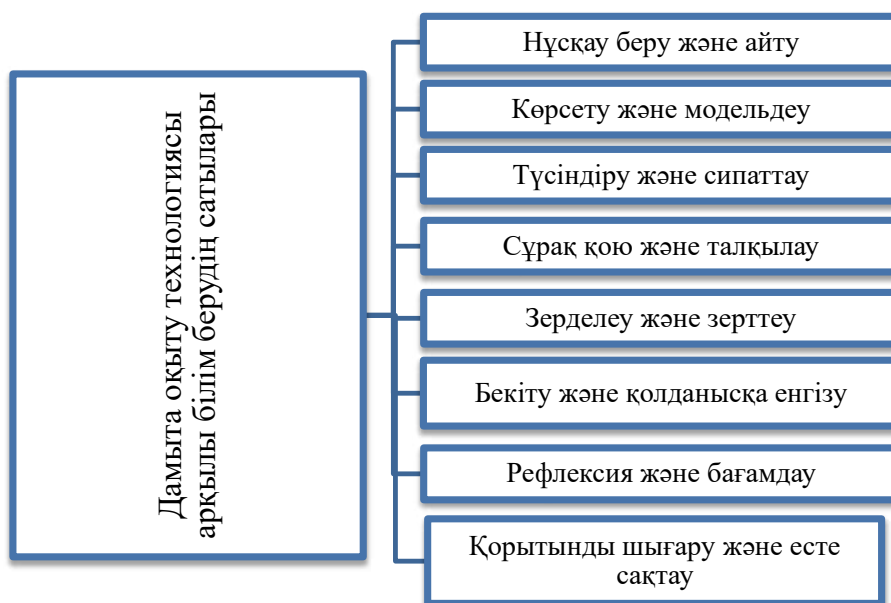 Дамыта оқыту технологиясы
арқылы білім берудің сатылары
Нұсқау беру және айту
Көрсету және модельдеу
Түсіндіру және сипаттау
Сұрақ қою және талқылау
Зерделеу және зерттеу
Бекіту және қолданысқа енгізу
Рефлексия және бағамдау
Қорытынды шығару және есте
сақтау